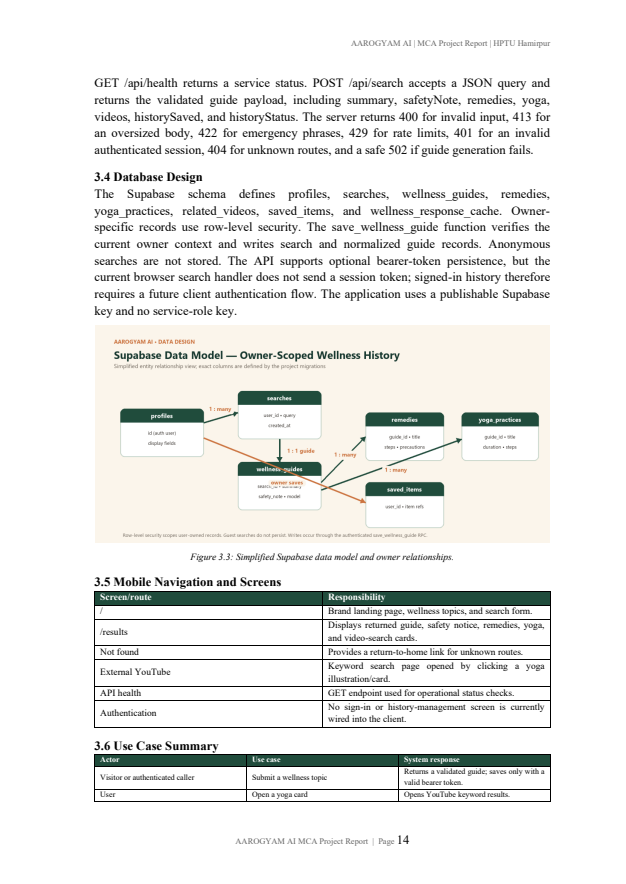 AAROGYAM AI | MCA Project Report | HPTU Hamirpur
GET /api/health returns a service status. POST /api/search accepts a JSON query and
returns the validated guide payload, including summary, safetyNote, remedies, yoga,
videos, historySaved, and historyStatus. The server returns 400 for invalid input, 413 for
an oversized body, 422 for emergency phrases, 429 for rate limits, 401 for an invalid
authenticated session, 404 for unknown routes, and a safe 502 if guide generation fails.
3.4 Database Design
The Supabase schema defines profiles, searches, wellness_guides, remedies,
yoga_practices, related_videos, saved_items, and wellness_response_cache. Owner-
specific records use row-level security. The save_wellness_guide function verifies the
current owner context and writes search and normalized guide records. Anonymous
searches are not stored. The API supports optional bearer-token persistence, but the
current browser search handler does not send a session token; signed-in history therefore
requires a future client authentication flow. The application uses a publishable Supabase
key and no service-role key.
AAROGYAM AI • DATA DESIGN
Supabase Data Model — Owner-Scoped Wellness History
Simplified entity relationship view; exact columns are defined by the project migrations
searches
user_id • query
created_at
1 : many
profiles
id (auth user)
display fields
remedies
guide_id • title
steps • precautions
yoga_practices
guide_id • title
duration • steps
1 : 1 guide
1 : many
wellness_guides
owner saves
safety_note • model
1 : many
saved_items
user_id • item refs
Row-level security scopes user-owned records. Guest searches do not persist. Writes occur through the authenticated save_wellness_guide RPC.
Figure 3.3: Simplified Supabase data model and owner relationships.
3.5 Mobile Navigation and Screens
Screen/route Responsibility
/ Brand landing page, wellness topics, and search form.
/results Displays returned guide, safety notice, remedies, yoga,
and video-search cards.
Not found Provides a return-to-home link for unknown routes.
External YouTube Keyword search page opened by clicking a yoga
illustration/card.
API health GET endpoint used for operational status checks.
Authentication No sign-in or history-management screen is currently
wired into the client.
3.6 Use Case Summary
Actor Use case System response
Visitor or authenticated caller Submit a wellness topic Returns a validated guide; saves only with a
valid bearer token.
User Open a yoga card Opens YouTube keyword results.
AAROGYAM AI MCA Project Report | Page 14